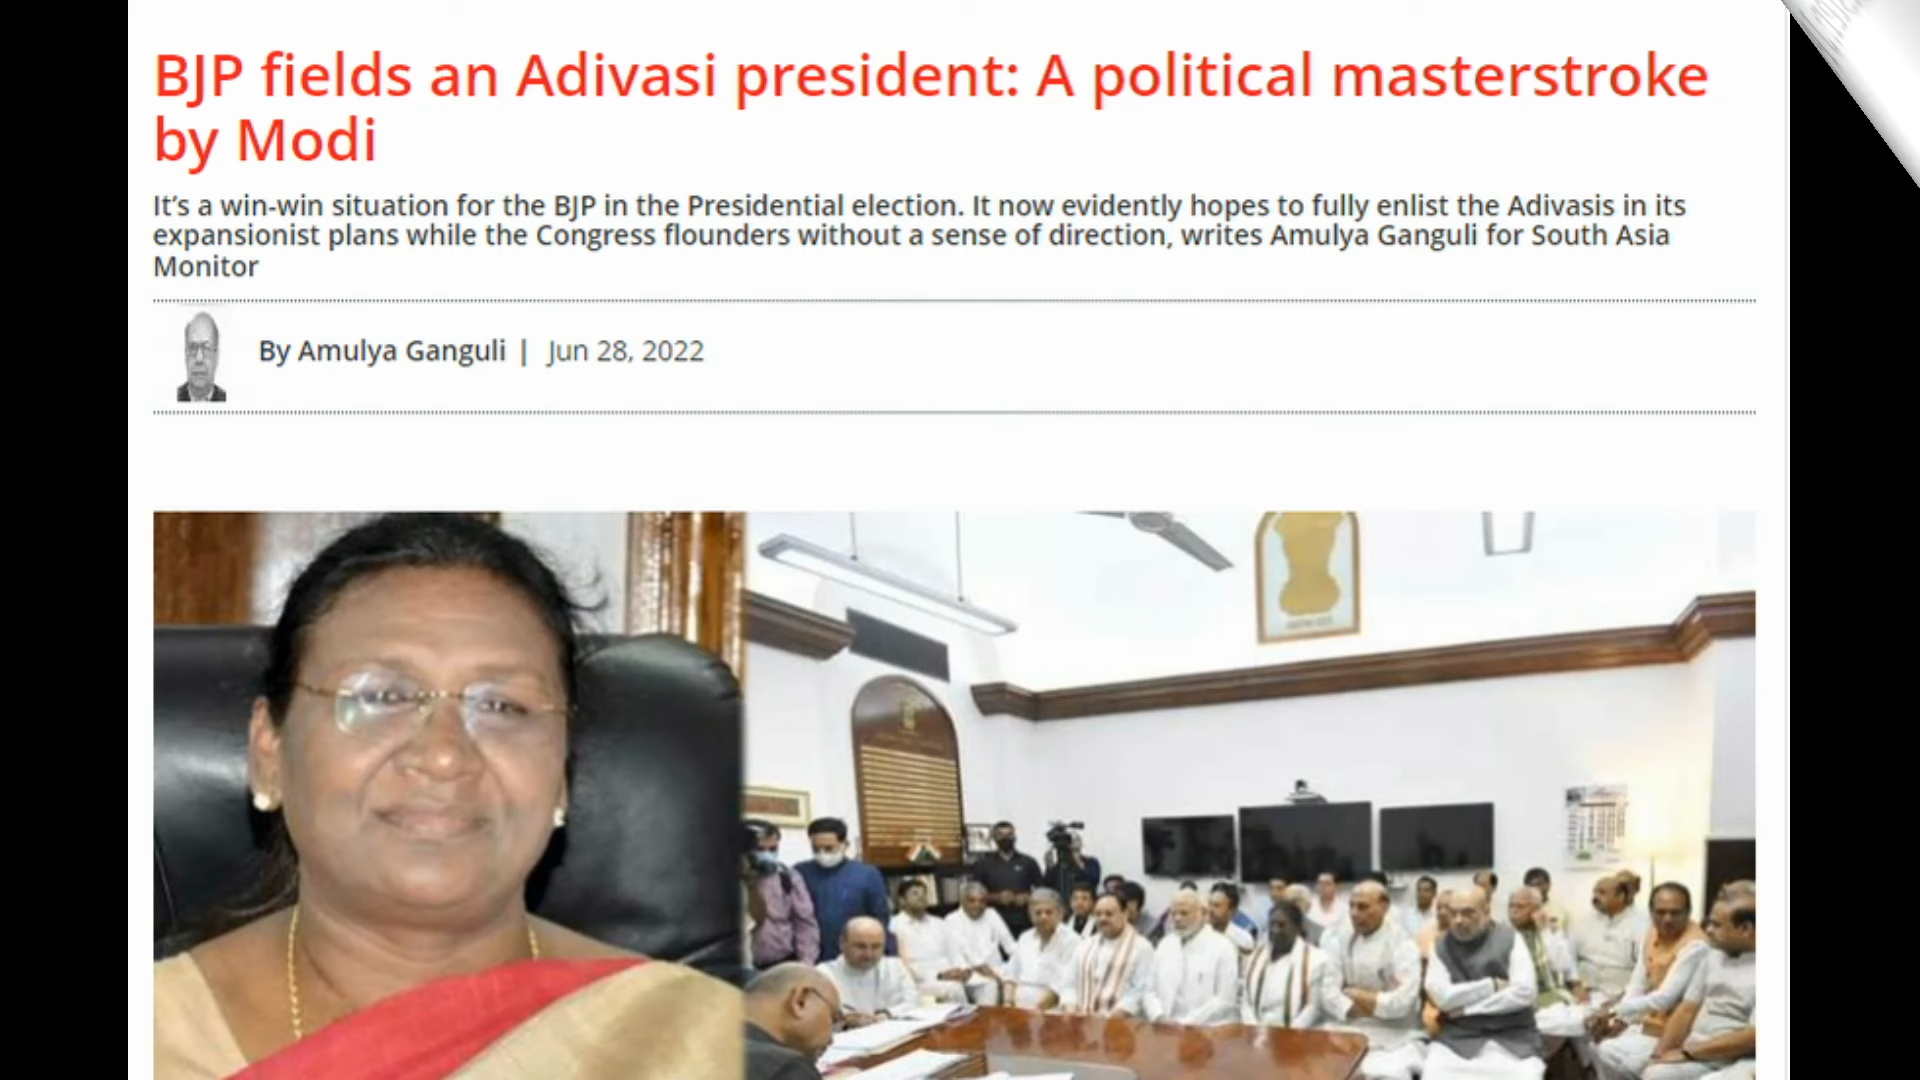 BJP fields an Adivasi president: A political masterstroke
by Modi
It’s a win-win situation for the BJP in the Presidential election. It now evidently hopes to fully enlist the Adivasis in its
expansionist plans while the Congress flounders without a sense of direction, writes Amulya Ganguli for South Asia
Monitor
By Amulya Ganguli | Jun 28, 2022